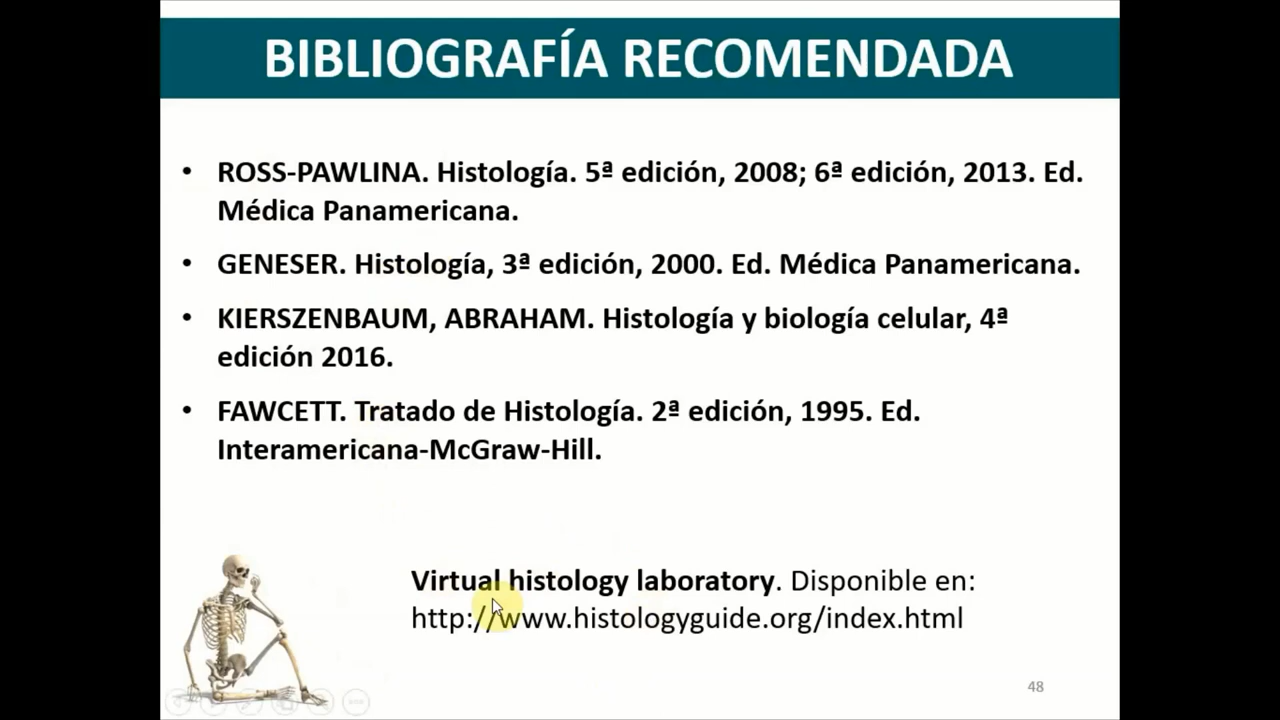 BIBLIOGRAFÍA RECOMENDADA
• ROSS-PAWLINA. Histología. 5ª edición, 2008; 6ª edición, 2013. Ed.
Médica Panamericana.
• GENESER. Histología, 3ª edición, 2000. Ed. Médica Panamericana.
• KIERSZENBAUM, ABRAHAM. Histología y biología celular, 4ª
edición 2016.
• FAWCETT. Tratado de Histología. 2ª edición, 1995. Ed.
Interamericana-McGraw-Hill.
Virtual histology laboratory. Disponible en:
http://www.histologyguide.org/index.html
48